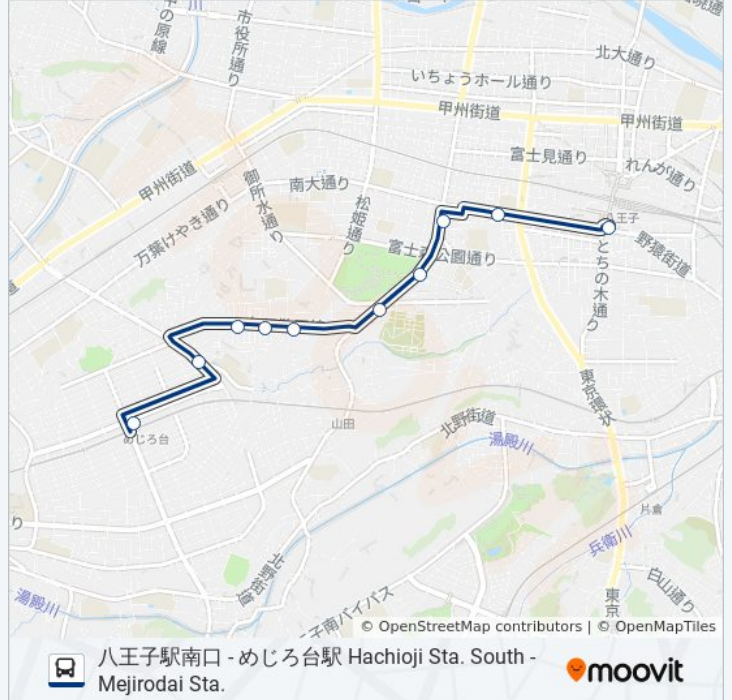 市役所通り
北大通り
いちょうホール通り
甲州街道
甲州街道
富士見通り
れんが通り
甲州街道
御所水通り
南大通り
松姫通り
万葉けやき通り
八王子
野猿街道
公園通り
とちの木通り
東京環状
めじろ台
山田
北野街道
湯殿川
片倉
兵衛川
北野街道
白山通り
湯殿川
子南バイパス
東京
© OpenStreetMap contributors | © OpenMapTiles
八王子駅南口 - めじろ台駅 Hachioji Sta. South -
Mejirodai Sta.
moovit